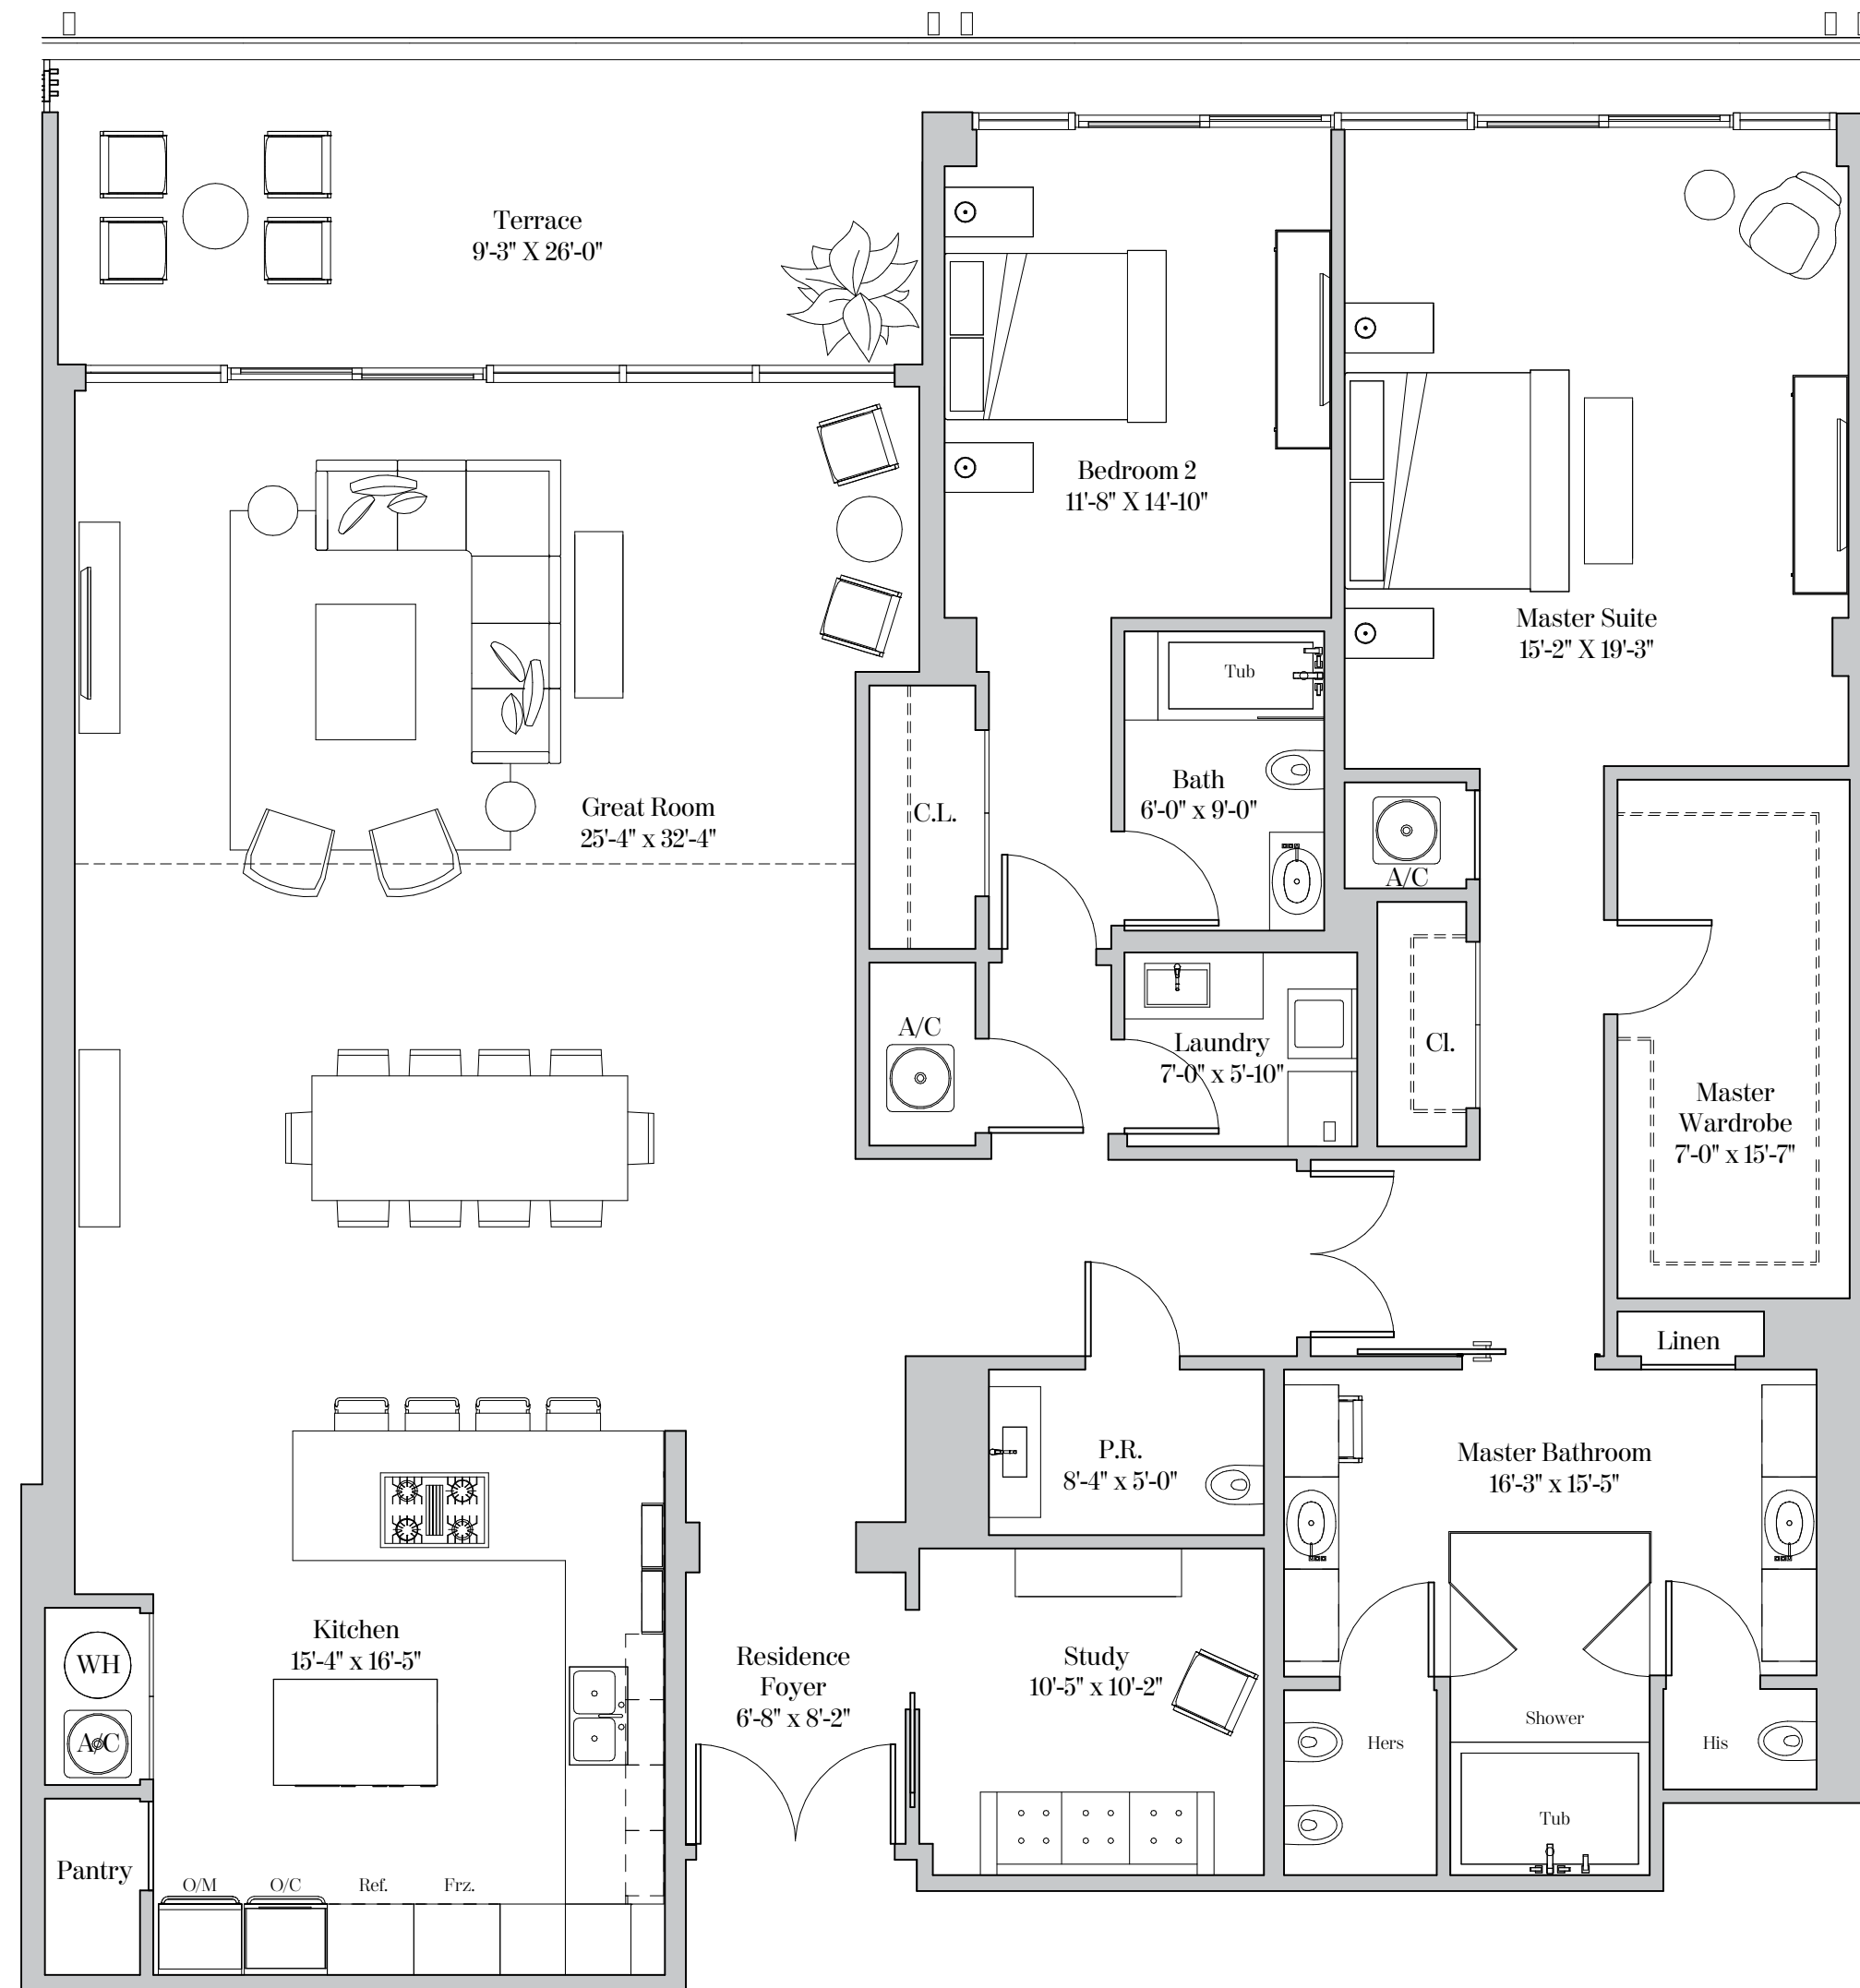 Terrace
9'-3" X 26'-0"
Bedroom 2
11'-8" X 14'-10"
Master Suite
15'-2" X 19'-3"
Tub
Bath
6'-0" x 9'-0"
Great Room
25'-4" x 32'-4"
C.L.
A/C
A/C
Laundry
7'-0" x 5'-10"
Cl.
Master
Wardrobe
7'-0" x 15'-7"
Linen
P.R.
8'-4" x 5'-0"
Master Bathroom
16'-3" x 15'-5"
Kitchen
15'-4" x 16'-5"
WH
A/C
Residence
Foyer
6'-8" x 8'-2"
Study
10'-5" x 10'-2"
Hers
Shower
His
Tub
Pantry
O/M
O/C
Ref.
Frz.